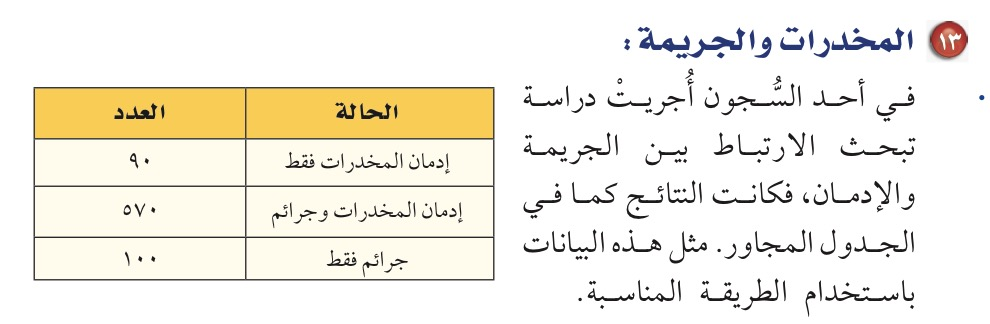 ١٣ المخدرات والجريمة :
في أحد السُّجون أُجريتْ دراسة
تبحث الارتباط بين الجريمة
والإدمان، فكانت النتائج كما في
الجدول المجاور. مثل هذه البيانات
باستخدام الطريقة المناسبة.
الحالة العدد
إدمان المخدرات فقط ٩٠
إدمان المخدرات وجرائم ٥٧٠
جرائم فقط ١٠٠